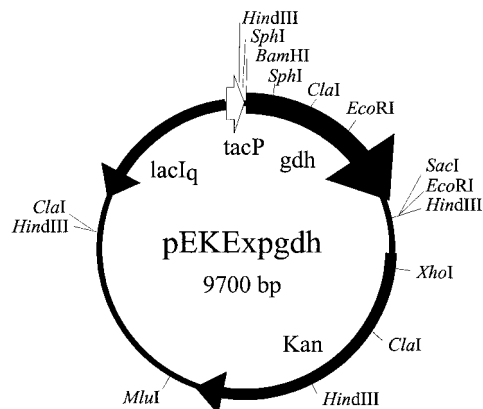 HindIII
SphI
BamHI
SphI
ClaI
EcoRI
tacP
gdh
lacIq
SacI
EcoRI
HindIII
ClaI
HindIII
pEKExpgdh
9700 bp
XhoI
Kan
ClaI
MluI
HindIII